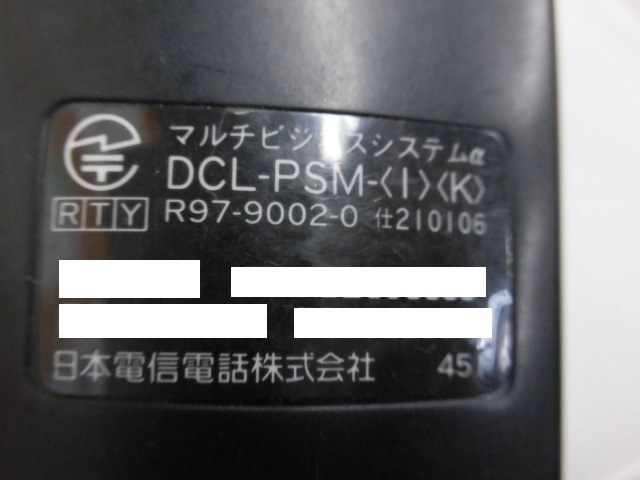 マルチビジネスシステムα
DCL-PSM-〈I〉〈K〉
RTY R97-9002-0 仕210106
日本電信電話株式会社 45